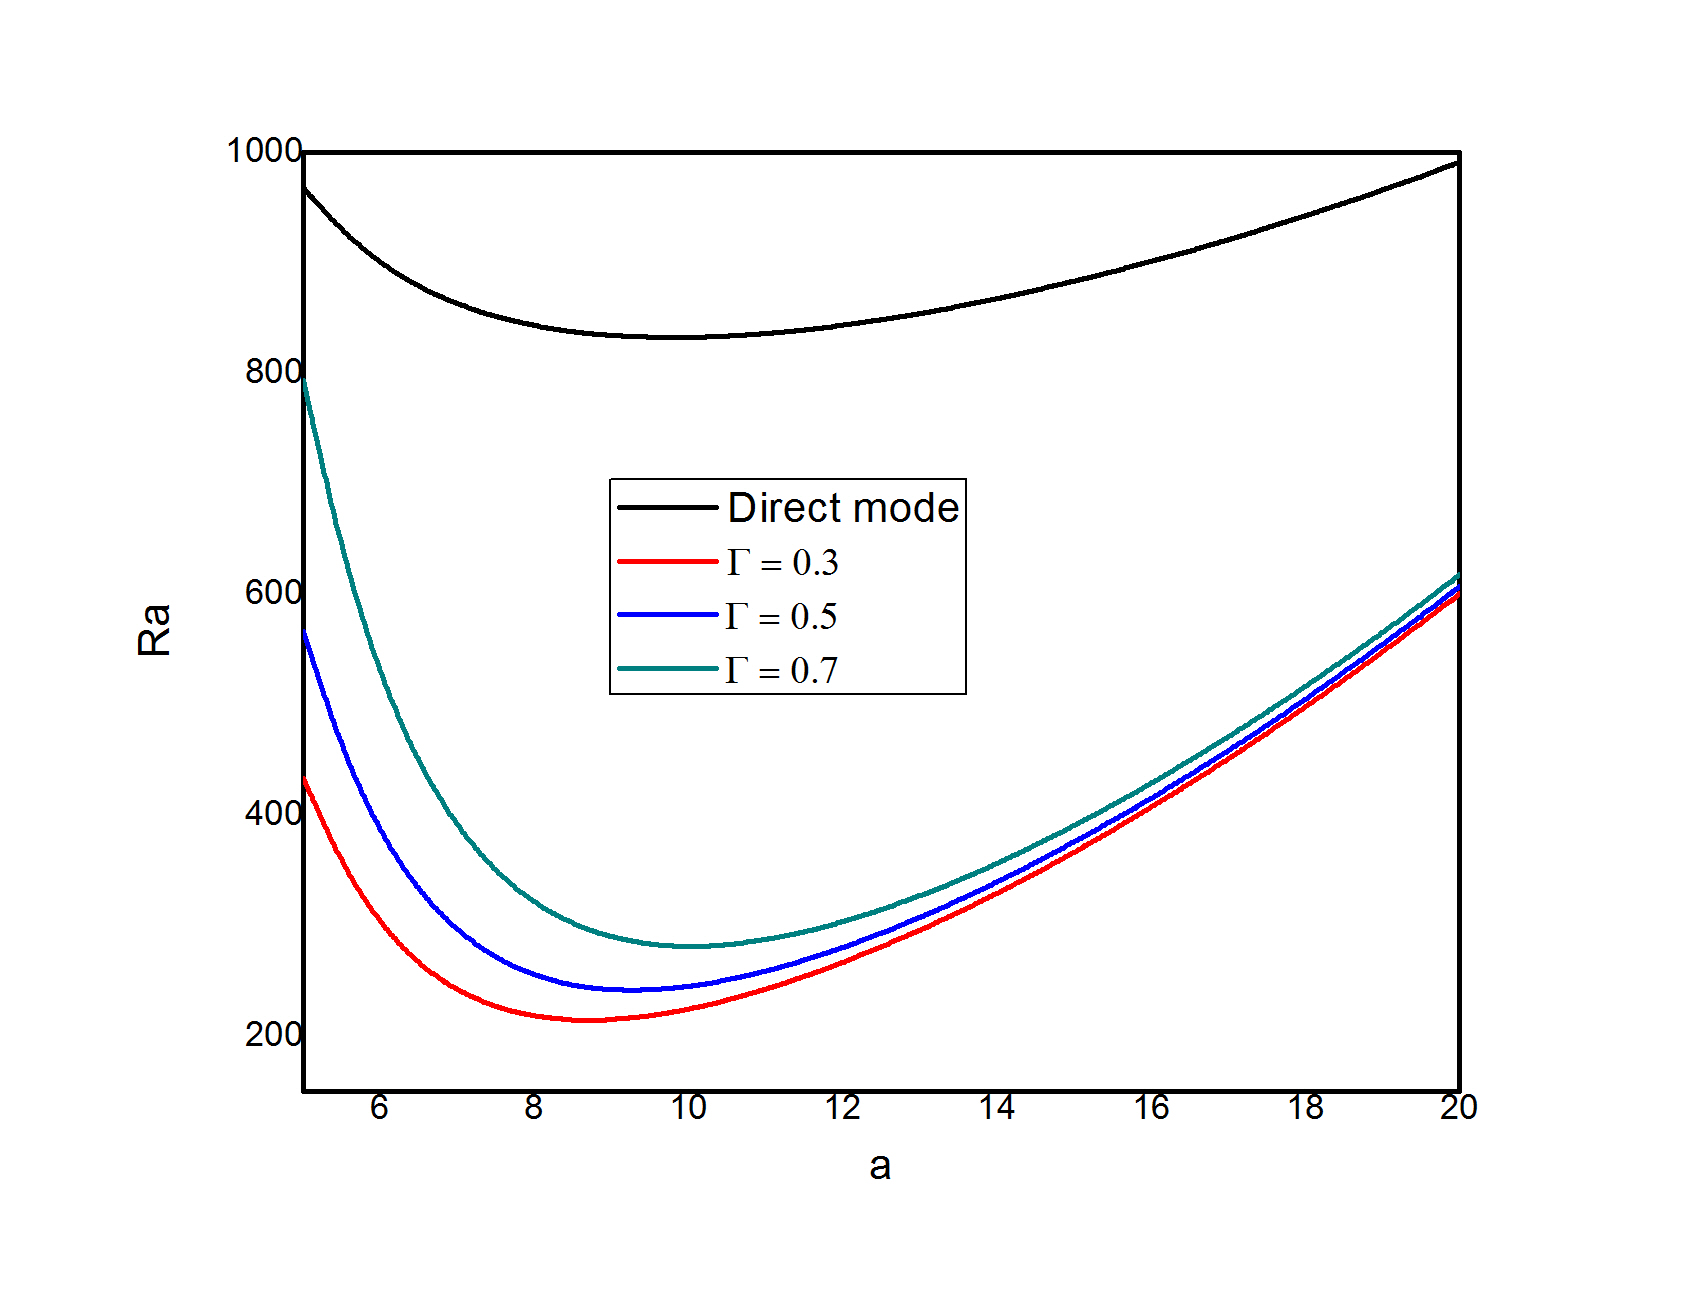 1000
800
600
400
200
Ra
Direct mode
Γ = 0.3
Γ = 0.5
Γ = 0.7
6 8 10 12 14 16 18 20
a